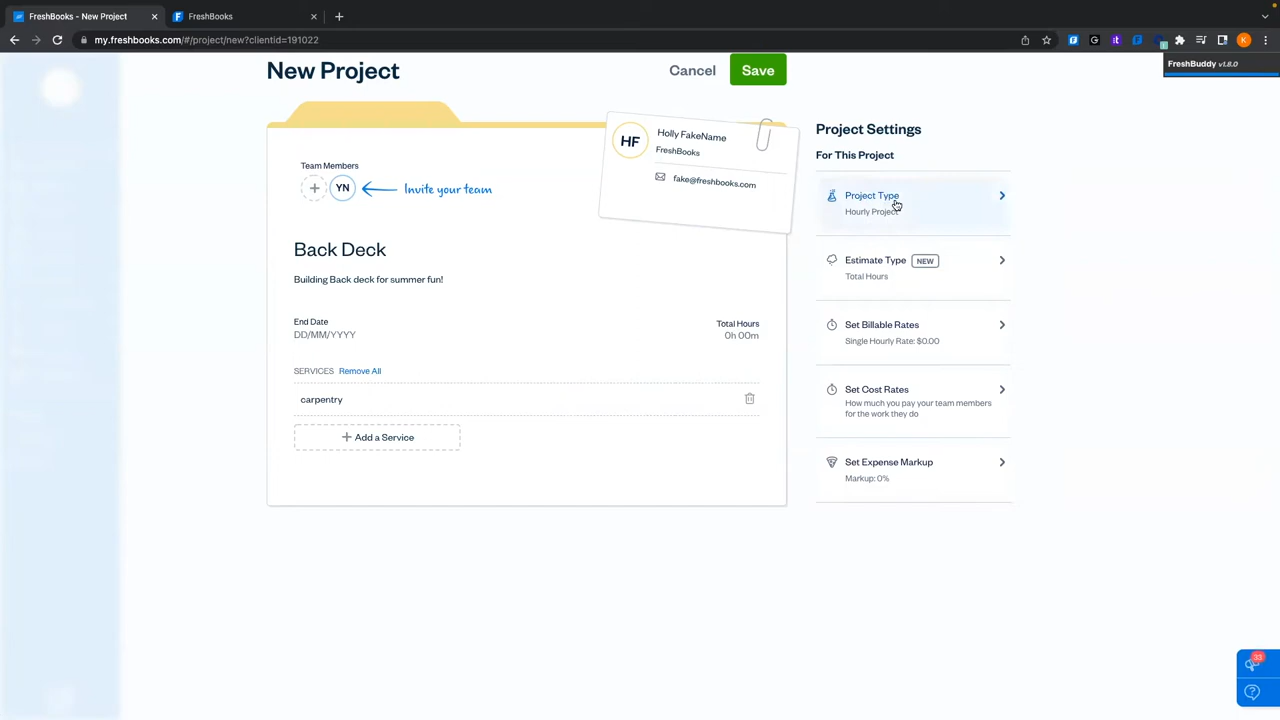 FreshBooks - New Project
FreshBooks
my.freshbooks.com/#/project/new?clientid=191022
K
FreshBuddy v1.8.0
New Project
Cancel
Save
HF
Holly FakeName
FreshBooks
fake@freshbooks.com
Team Members
YN
Invite your team
Back Deck
Building Back deck for summer fun!
End Date
DD/MM/YYYY
Total Hours
0h 00m
SERVICES Remove All
carpentry
+ Add a Service
Project Settings
For This Project
Project Type
Hourly Project
Estimate Type NEW
Total Hours
Set Billable Rates
Single Hourly Rate: $0.00
Set Cost Rates
How much you pay your team members
for the work they do
Set Expense Markup
Markup: 0%
33